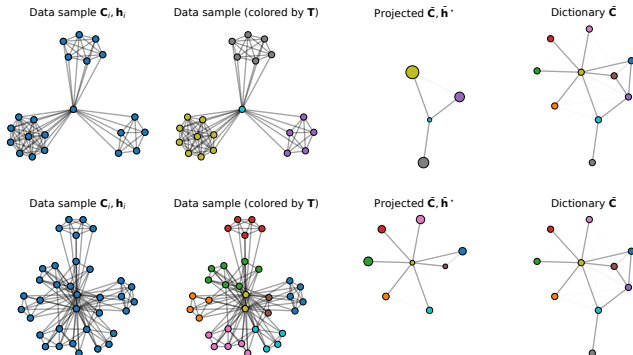 Data sample C_i, h_i
Data sample (colored by T)
Projected C̄, h̄*
Dictionary C̄
Data sample C_i, h_i
Data sample (colored by T)
Projected C̄, h̄*
Dictionary C̄